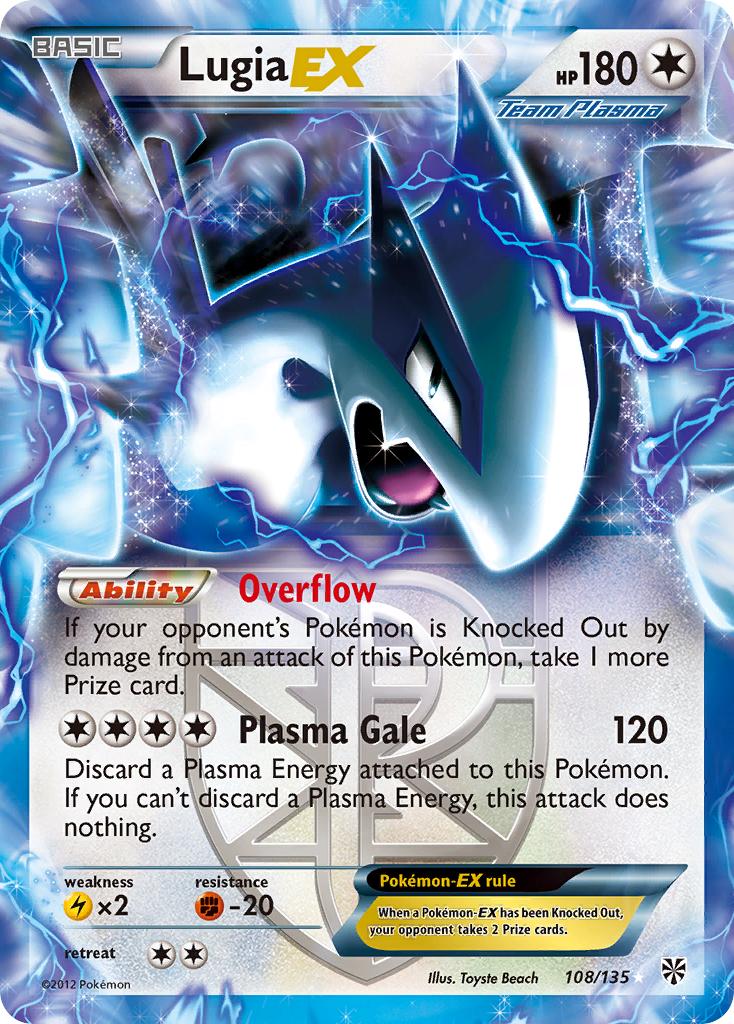 BASIC
LugiaEX
HP180
Team Plasma
Ability Overflow
If your opponent's Pokémon is Knocked Out by
damage from an attack of this Pokémon, take 1 more
Prize card.
Plasma Gale 120
Discard a Plasma Energy attached to this Pokémon.
If you can't discard a Plasma Energy, this attack does
nothing.
weakness resistance
×2 -20
Pokémon-EX rule
When a Pokémon-EX has been Knocked Out,
your opponent takes 2 Prize cards.
retreat
©2012 Pokémon
Illus. Toyste Beach 108/135